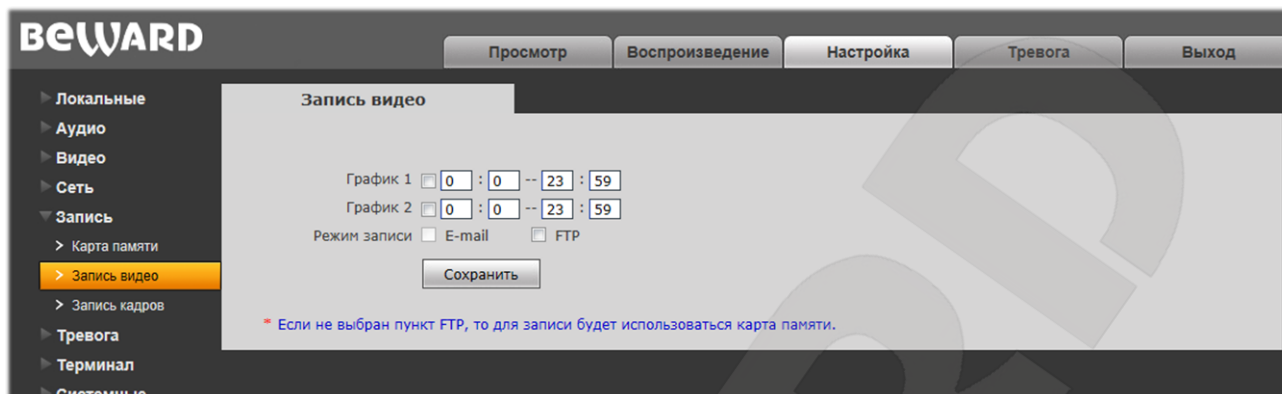 BEWARD
Просмотр Воспроизведение Настройка Тревога Выход
Локальные
Аудио
Видео
Сеть
Запись
Карта памяти
Запись видео
Запись кадров
Тревога
Терминал
Системные
Запись видео
График 1 0 : 0 -- 23 : 59
График 2 0 : 0 -- 23 : 59
Режим записи E-mail FTP
Сохранить
* Если не выбран пункт FTP, то для записи будет использоваться карта памяти.